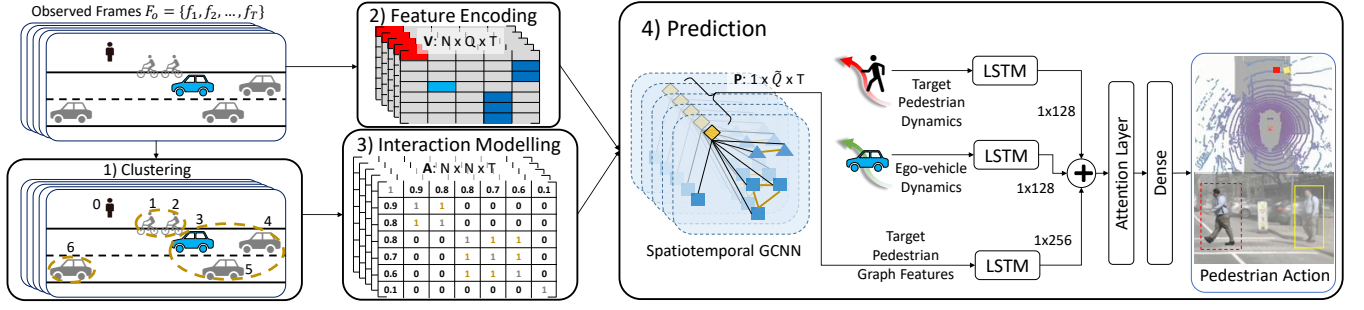 Observed Frames F_o = {f_1, f_2, ..., f_T}
1) Clustering
0
1
2
3
4
5
6
2) Feature Encoding
V: N x Q x T
3) Interaction Modelling
A: N x N x T
1 0.9 0.8 0.8 0.7 0.6 0.1
0.9 1 1 0 0 0 0
0.8 1 1 0 0 0 0
0.8 0 0 1 1 1 0
0.7 0 0 1 1 1 0
0.6 0 0 1 1 1 0
0.1 0 0 0 0 0 1
4) Prediction
P: 1 x Q̃ x T
Spatiotemporal GCNN
Target
Pedestrian
Dynamics
LSTM
1x128
Ego-vehicle
Dynamics
LSTM
1x128
Target
Pedestrian
Graph Features
LSTM
1x256
+
Attention Layer
Dense
Pedestrian Action